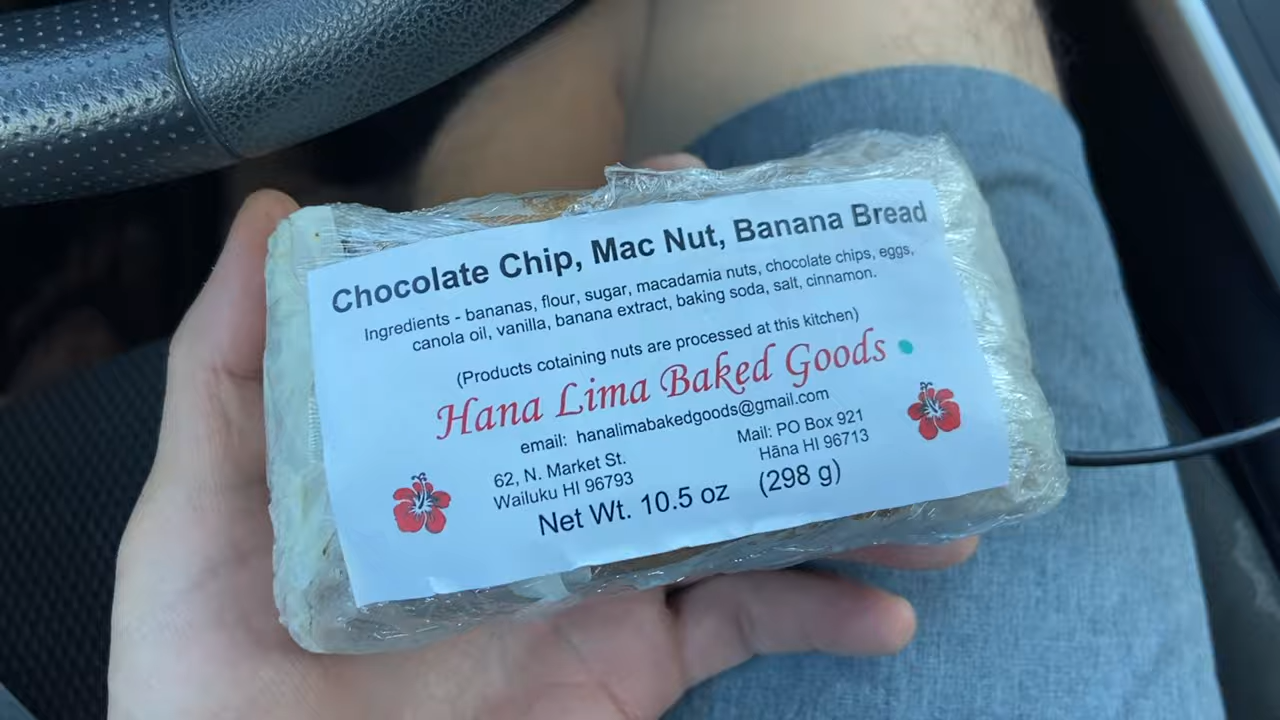 Chocolate Chip, Mac Nut, Banana Bread
Ingredients - bananas, flour, sugar, macadamia nuts, chocolate chips, eggs,
canola oil, vanilla, banana extract, baking soda, salt, cinnamon.
(Products cotaining nuts are processed at this kitchen)
Hana Lima Baked Goods
email: hanalimabakedgoods@gmail.com
62, N. Market St.
Wailuku HI 96793
Mail: PO Box 921
Hāna HI 96713
Net Wt. 10.5 oz (298 g)